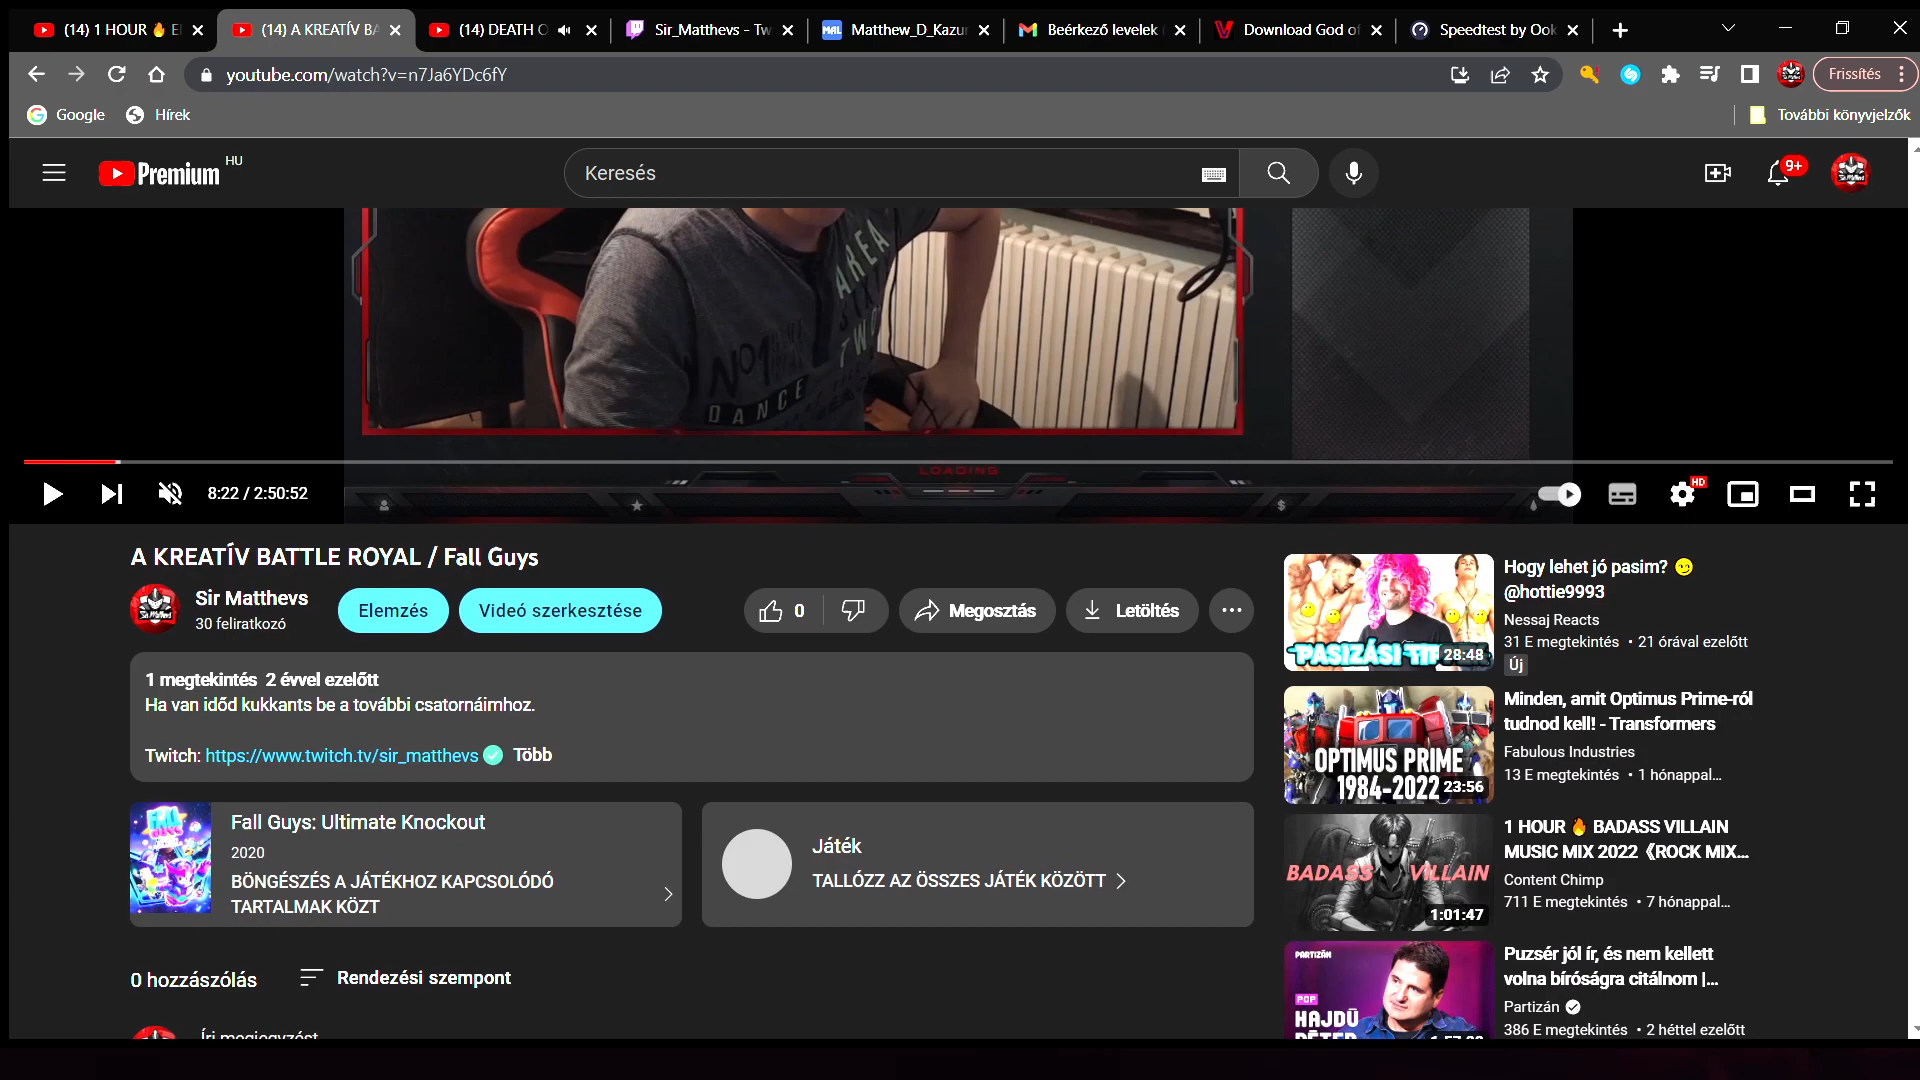 (14) 1 HOUR 🔥 E
(14) A KREATÍV BA
(14) DEATH O
Sir_Matthevs - Tw
Matthew_D_Kazu
Beérkező levelek
Download God of
Speedtest by Ook
youtube.com/watch?v=n7Ja6YDc6fY
Frissítés
Google
Hírek
További könyvjelzők
Premium HU
Keresés
9+
AREA
NO1
TWO
DANCE
LOADING
8:22 / 2:50:52
HD
A KREATÍV BATTLE ROYAL / Fall Guys
Sir Matthevs
30 feliratkozó
Elemzés
Videó szerkesztése
0
Megosztás
Letöltés
1 megtekintés 2 évvel ezelőtt
Ha van időd kukkants be a további csatornáimhoz.
Twitch: https://www.twitch.tv/sir_matthevs Több
FALL GUYS
Fall Guys: Ultimate Knockout
2020
BÖNGÉSZÉS A JÁTÉKHOZ KAPCSOLÓDÓ
TARTALMAK KÖZT
Játék
TALLÓZZ AZ ÖSSZES JÁTÉK KÖZÖTT
0 hozzászólás
Rendezési szempont
Írj megjegyzést
PASIZÁSI
28:48
Hogy lehet jó pasim? 😏
@hottie9993
Nessaj Reacts
31 E megtekintés • 21 órával ezelőtt
Új
OPTIMUS PRIME
1984-2022
23:56
Minden, amit Optimus Prime-ról
tudnod kell! - Transformers
Fabulous Industries
13 E megtekintés • 1 hónappal...
BADASS VILLAIN
1:01:47
1 HOUR 🔥 BADASS VILLAIN
MUSIC MIX 2022《ROCK MIX...
Content Chimp
711 E megtekintés • 7 hónappal...
PARTIZÁN
POP
HAJDÚ
PÉTER
Puzsér jól ír, és nem kellett
volna bíróságra citálnom |...
Partizán
386 E megtekintés • 2 héttel ezelőtt